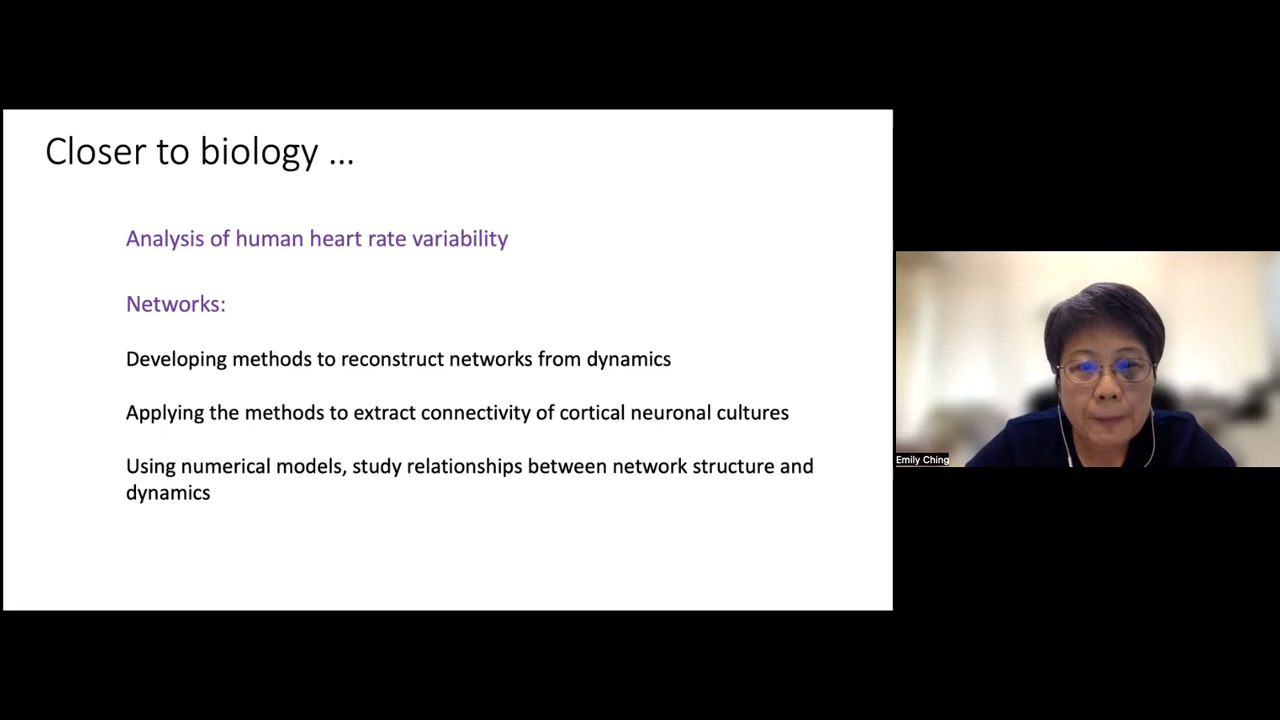 Closer to biology ...
Analysis of human heart rate variability
Networks:
Developing methods to reconstruct networks from dynamics
Applying the methods to extract connectivity of cortical neuronal cultures
Using numerical models, study relationships between network structure and
dynamics
Emily Ching